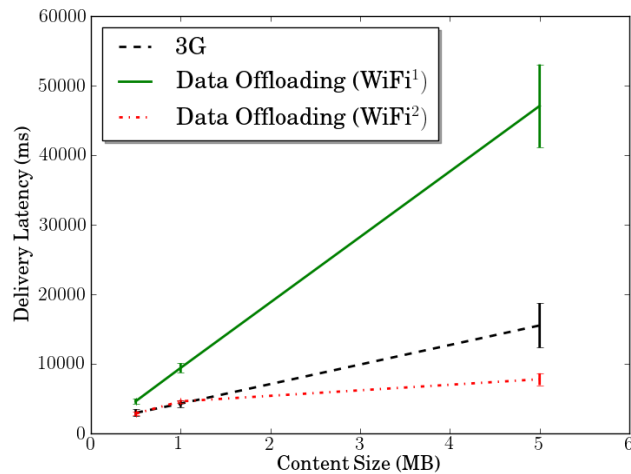 60000
50000
40000
30000
20000
10000
0
Delivery Latency (ms)
3G
Data Offloading (WiFi¹)
Data Offloading (WiFi²)
0 1 2 3 4 5 6
Content Size (MB)